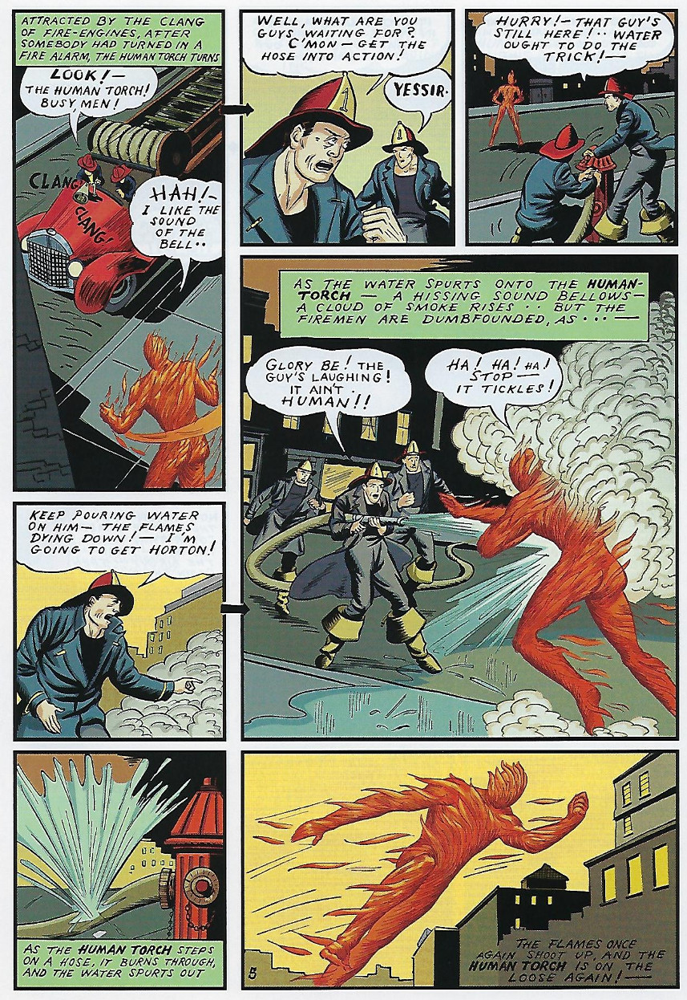 ATTRACTED BY THE CLANG
OF FIRE-ENGINES, AFTER
SOMEBODY HAD TURNED IN A
FIRE ALARM, THE HUMAN TORCH TURNS
LOOK!—
THE HUMAN TORCH!
BUSY, MEN!
CLANG
CLANG!
HAH!—
I LIKE THE
SOUND
OF THE
BELL··
WELL, WHAT ARE YOU
GUYS WAITING FOR?
C'MON — GET THE
HOSE INTO ACTION!
YESSIR.
1
1
HURRY!— THAT GUY'S
STILL HERE!·· WATER
OUGHT TO DO THE
TRICK!—
AS THE WATER SPURTS ONTO THE HUMAN-
TORCH — A HISSING SOUND BELLOWS—
A CLOUD OF SMOKE RISES ·· BUT THE
FIREMEN ARE DUMBFOUNDED, AS ··· —
GLORY BE! THE
GUY'S LAUGHING!
IT AIN'T
HUMAN!!
HA! HA! HA!
STOP—
IT TICKLES!
KEEP POURING WATER
ON HIM— THE FLAMES
DYING DOWN!— I'M
GOING TO GET HORTON!
AS THE HUMAN TORCH STEPS
ON A HOSE, IT BURNS THROUGH,
AND THE WATER SPURTS OUT
THE FLAMES ONCE
AGAIN SHOOT UP, AND THE
HUMAN TORCH IS ON THE
LOOSE AGAIN!—
5